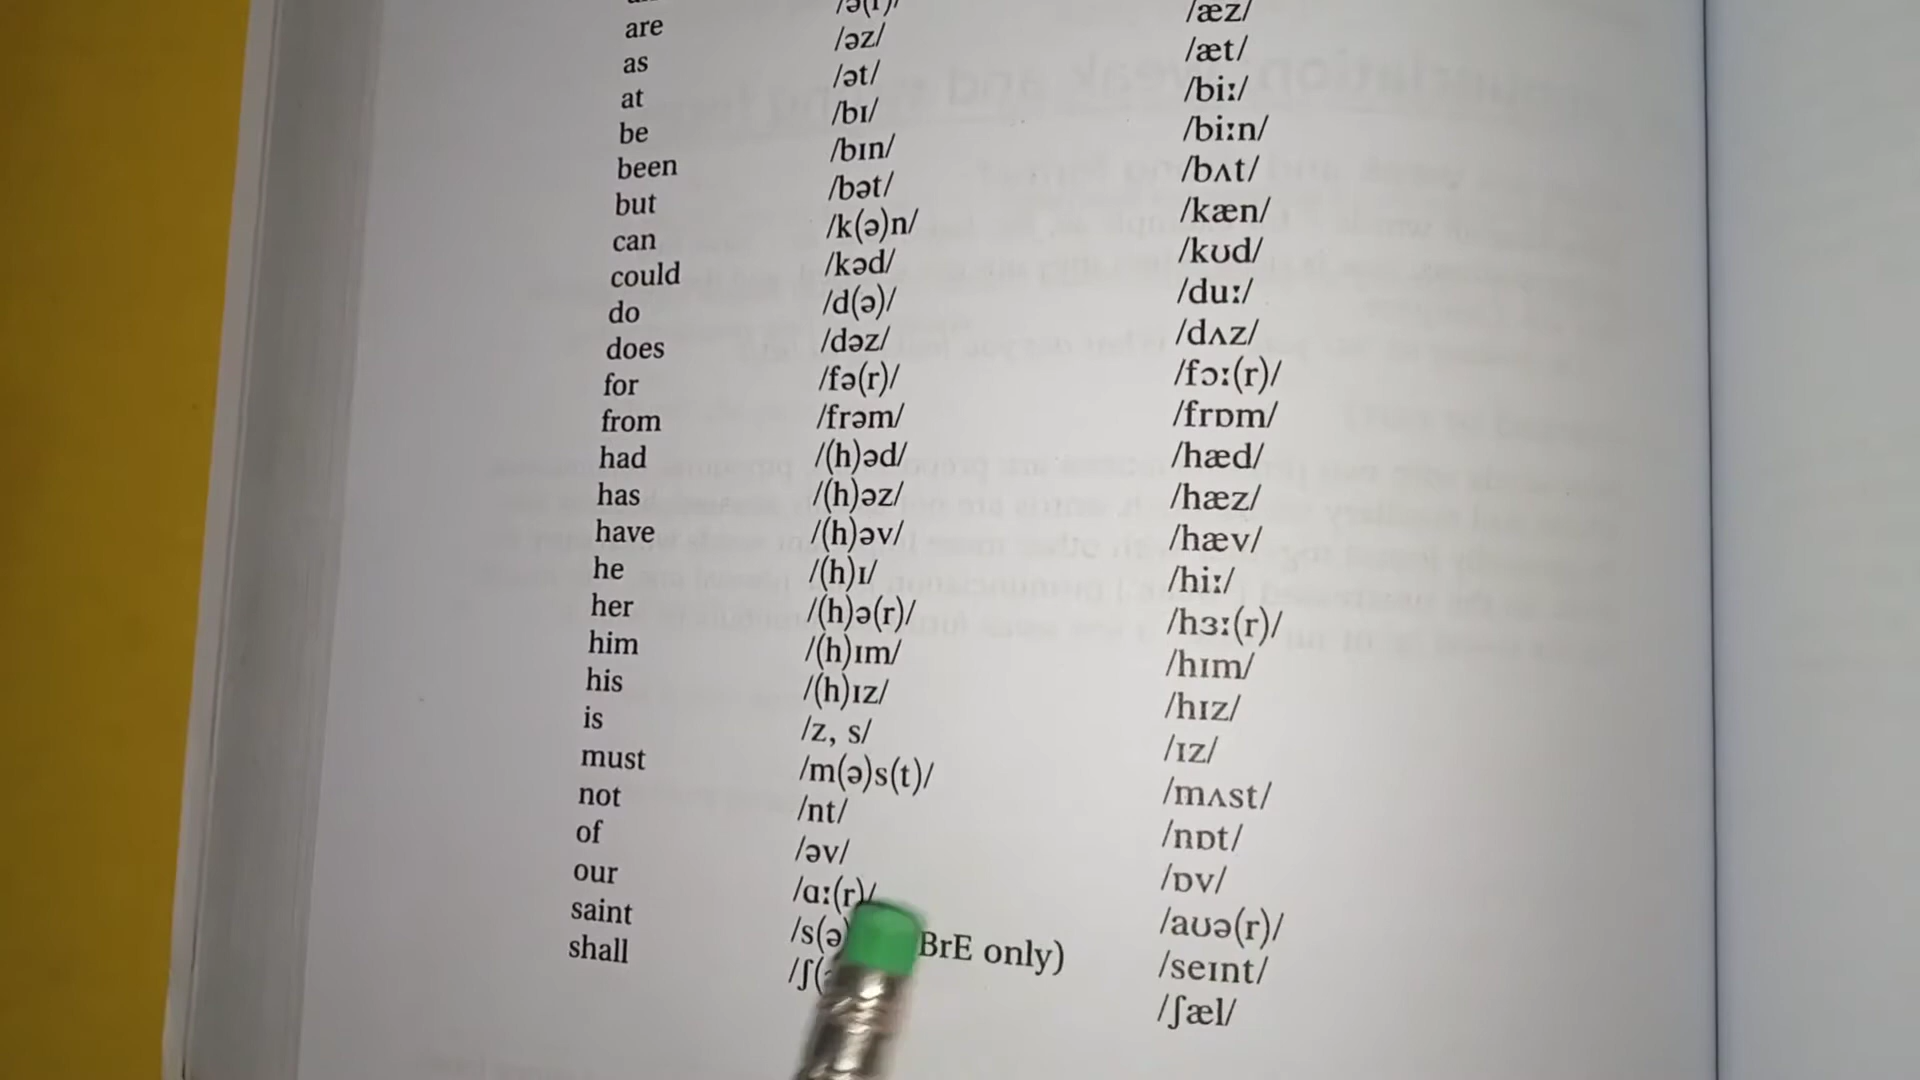 are /ə(r)/
as /əz/ /æz/
at /ət/ /æt/
be /bɪ/ /biː/
been /bɪn/ /biːn/
but /bət/ /bʌt/
can /k(ə)n/ /kæn/
could /kəd/ /kʊd/
do /d(ə)/ /duː/
does /dəz/ /dʌz/
for /fə(r)/ /fɔː(r)/
from /frəm/ /frɒm/
had /(h)əd/ /hæd/
has /(h)əz/ /hæz/
have /(h)əv/ /hæv/
he /(h)ɪ/ /hiː/
her /(h)ə(r)/ /hɜː(r)/
him /(h)ɪm/ /hɪm/
his /(h)ɪz/ /hɪz/
is /z, s/ /ɪz/
must /m(ə)s(t)/ /mʌst/
not /nt/ /nɒt/
of /əv/ /ɒv/
our /ɑː(r)/ /aʊə(r)/
saint BrE only) /seɪnt/
shall /ʃæl/